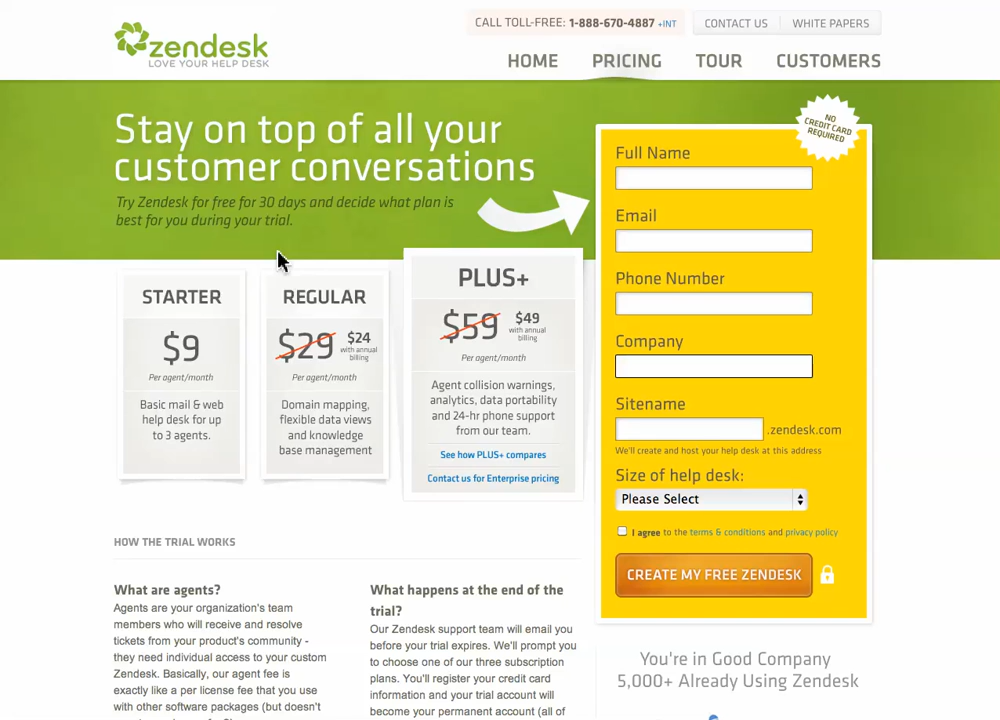 CALL TOLL-FREE: 1-888-670-4887 +INT
CONTACT US
WHITE PAPERS
zendesk
LOVE YOUR HELP DESK
HOME
PRICING
TOUR
CUSTOMERS
Stay on top of all your
customer conversations
Try Zendesk for free for 30 days and decide what plan is
best for you during your trial.
NO
CREDIT CARD
REQUIRED
STARTER
$9
Per agent/month
Basic mail & web
help desk for up
to 3 agents.
REGULAR
$29
$24
with annual
billing
Per agent/month
Domain mapping,
flexible data views
and knowledge
base management
PLUS+
$59
$49
with annual
billing
Per agent/month
Agent collision warnings,
analytics, data portability
and 24-hr phone support
from our team.
See how PLUS+ compares
Contact us for Enterprise pricing
Full Name
Email
Phone Number
Company
Sitename
.zendesk.com
We'll create and host your help desk at this address
Size of help desk:
Please Select
I agree to the terms & conditions and privacy policy
CREATE MY FREE ZENDESK
HOW THE TRIAL WORKS
What are agents?
Agents are your organization's team
members who will receive and resolve
tickets from your product's community -
they need individual access to your custom
Zendesk. Basically, our agent fee is
exactly like a per license fee that you use
with other software packages (but doesn't
What happens at the end of the
trial?
Our Zendesk support team will email you
before your trial expires. We'll prompt you
to choose one of our three subscription
plans. You'll register your credit card
information and your trial account will
become your permanent account (all of
You're in Good Company
5,000+ Already Using Zendesk